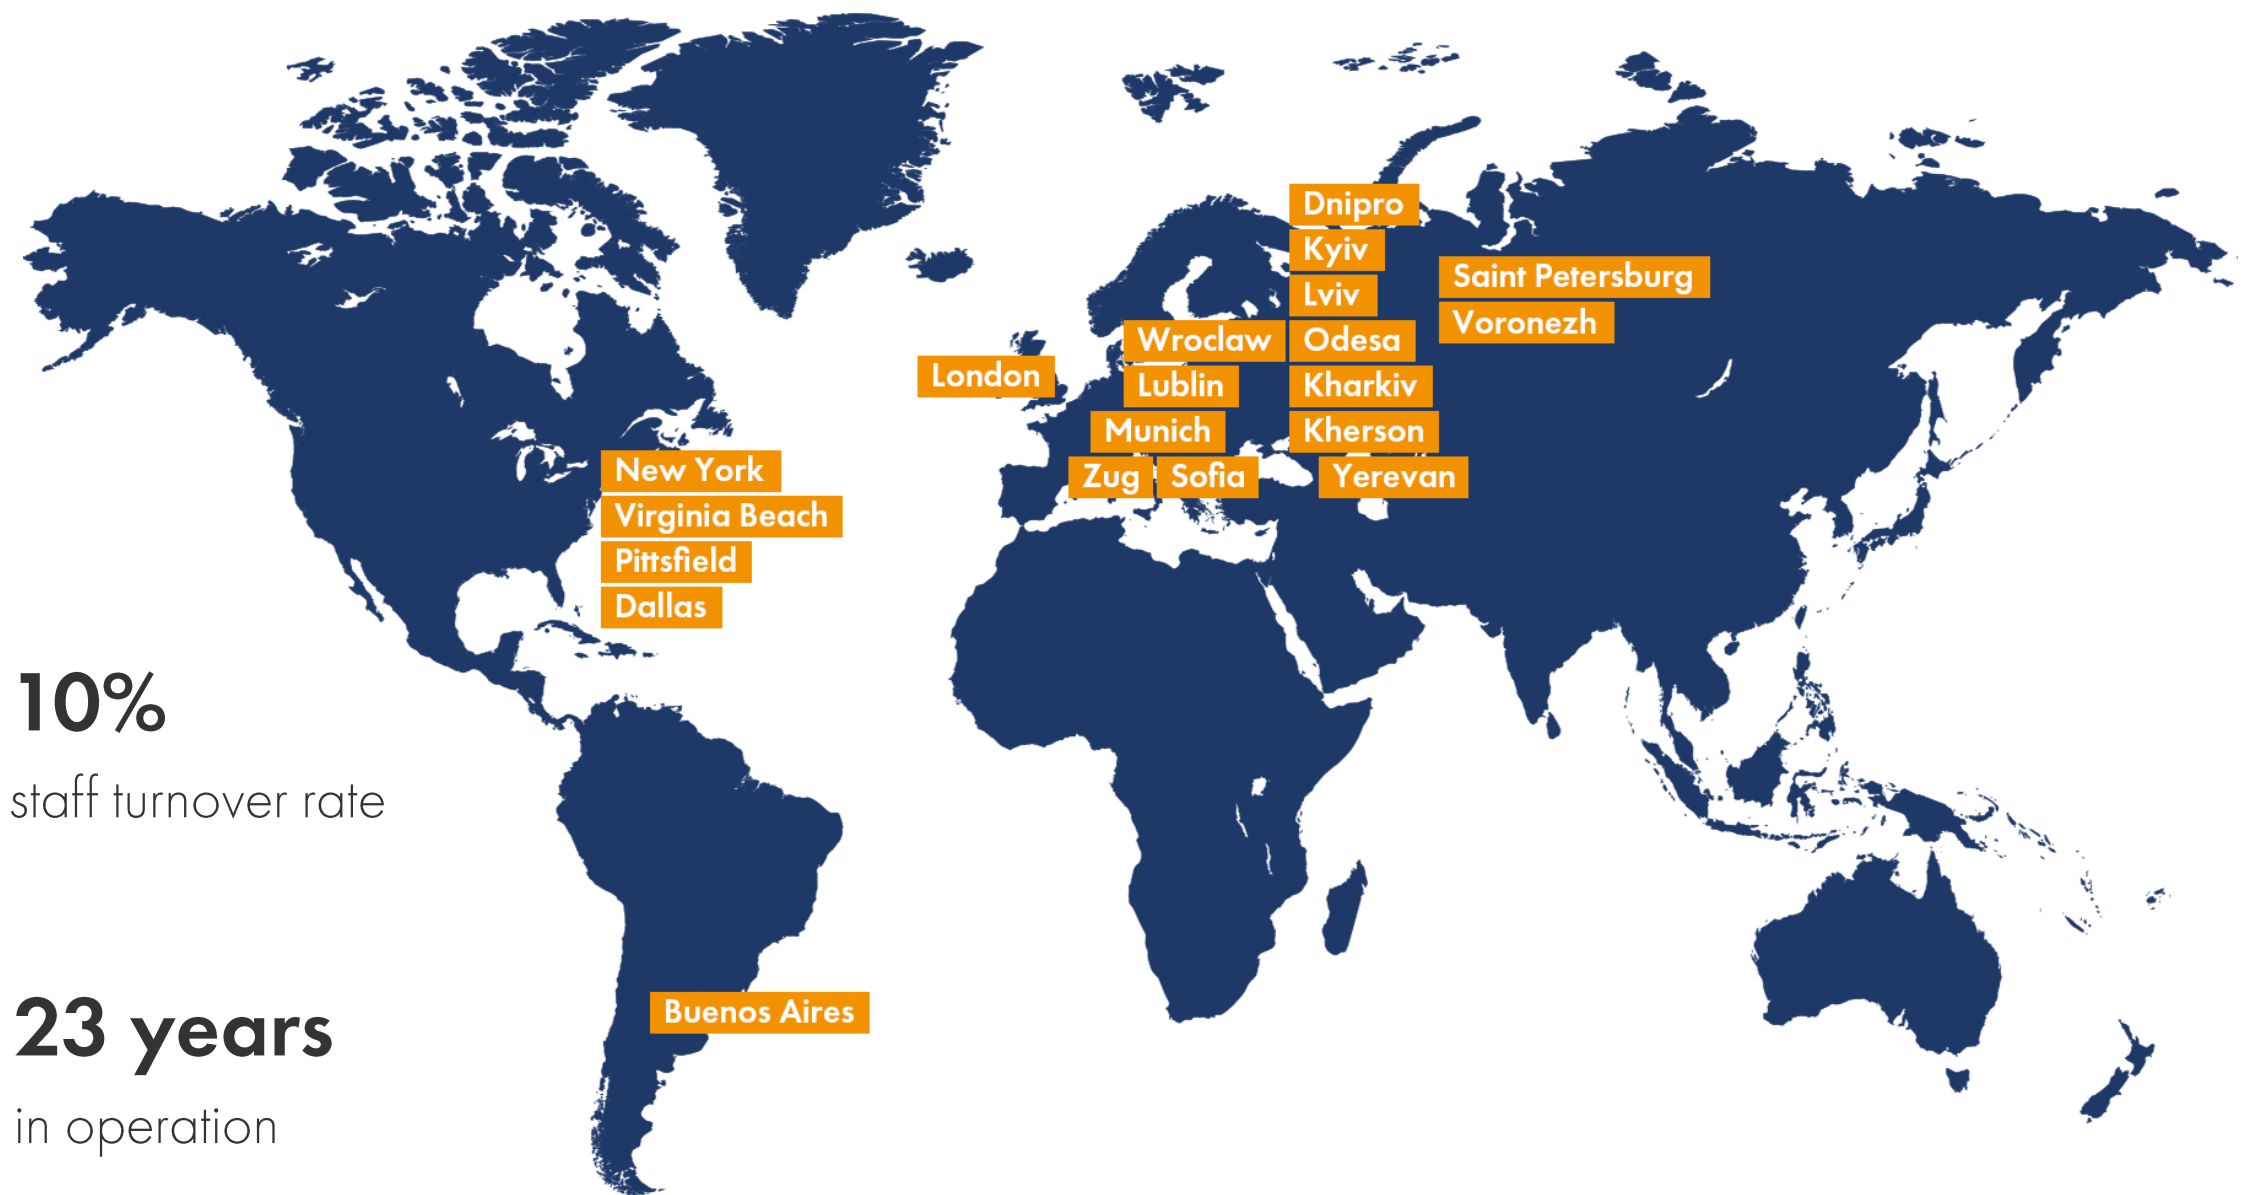 Dnipro
Kyiv
Saint Petersburg
Lviv
Voronezh
Wroclaw
Odesa
London
Lublin
Kharkiv
Munich
Kherson
New York
Zug
Sofia
Yerevan
Virginia Beach
Pittsfield
Dallas
10%
staff turnover rate
23 years
in operation
Buenos Aires